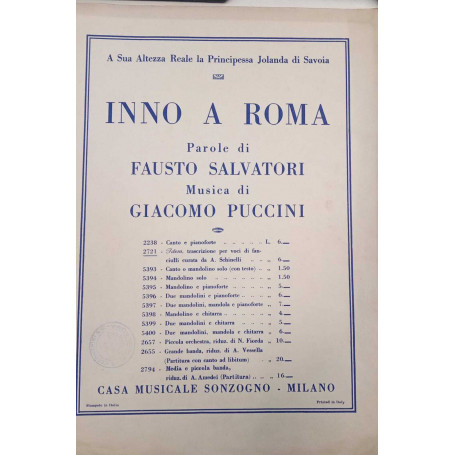 A Sua Altezza Reale la Principessa Jolanda di Savoia
INNO A ROMA
Parole di
FAUSTO SALVATORI
Musica di
GIACOMO PUCCINI
2238 - Canto e pianoforte . . . . . . . L. 6.—
2721 - Idem, trascrizione per voci di fan-
ciulli curata da A. Schinelli . . „ 6.—
5393 - Canto e mandolino solo (con testo) . . „ 1.50
5394 - Mandolino solo . . . . . . . „ 1.50
5395 - Mandolino e pianoforte . . . . „ 5.—
5396 - Due mandolini e pianoforte . . . „ 6.—
5397 - Due mandolini, mandola e pianoforte „ 7.—
5398 - Mandolino e chitarra . . . . . „ 4.—
5399 - Due mandolini e chitarra . . . „ 5.—
5400 - Due mandolini, mandola e chitarra „ 6.—
2657 - Piccola orchestra, riduz. di N. Fiorda „ 10.—
2655 - Grande banda, riduz. di A. Vessella
(Partitura con canto ad libitum) . . „ 20.—
2794 - Media e piccola banda,
riduz. di A. Amedei (Partitura) . . „ 16.—
CASA MUSICALE SONZOGNO - MILANO
Stampato in Italia
Printed in Italy